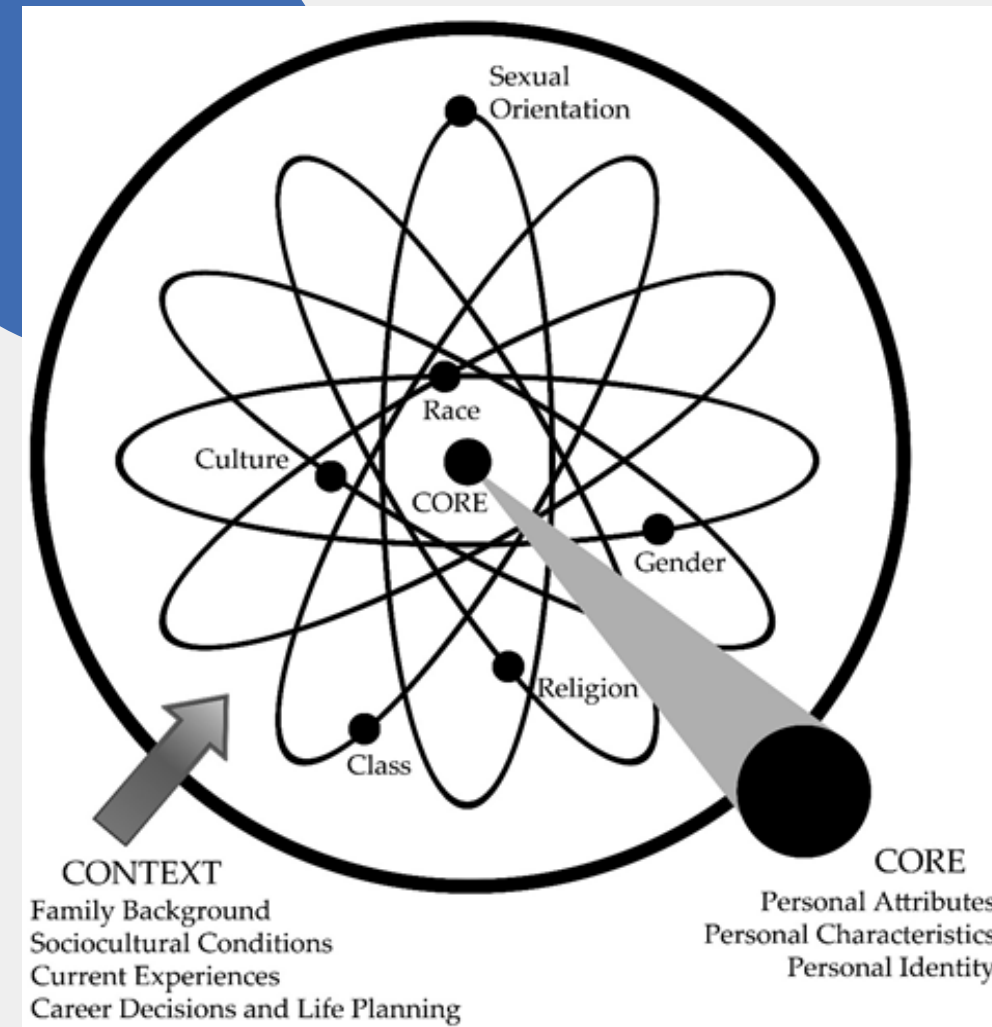 Sexual
Orientation
Race
Culture
CORE
Gender
Religion
Class
CONTEXT
Family Background
Sociocultural Conditions
Current Experiences
Career Decisions and Life Planning
CORE
Personal Attributes
Personal Characteristics
Personal Identity